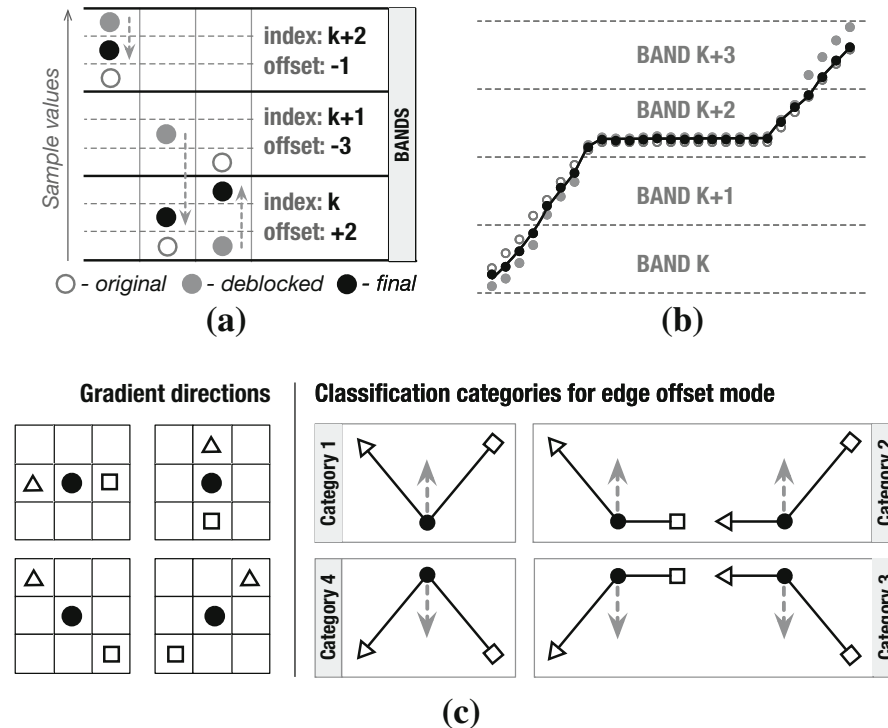 Sample values
index: k+2
offset: -1
index: k+1
offset: -3
index: k
offset: +2
BANDS
- original
- deblocked
- final
(a)
BAND K+3
BAND K+2
BAND K+1
BAND K
(b)
Gradient directions
Classification categories for edge offset mode
Category 1
Category 2
Category 4
Category 3
(c)